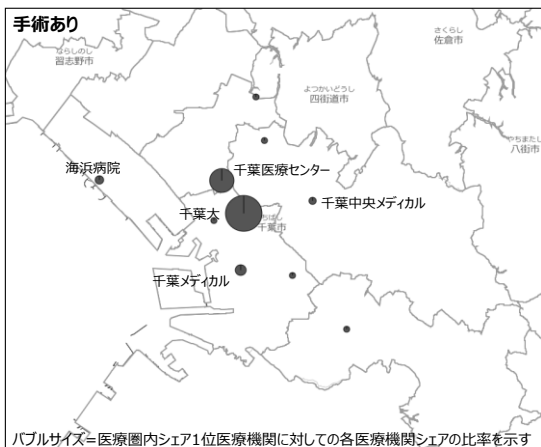 手術あり
ならしのし
習志野市
さくらし
佐倉市
よつかいどうし
四街道市
やちまたし
八街市
海浜病院
千葉医療センター
千葉中央メディカル
千葉大
ちばし
千葉市
千葉メディカル
バブルサイズ=医療圏内シェア1位医療機関に対しての各医療機関シェアの比率を示す